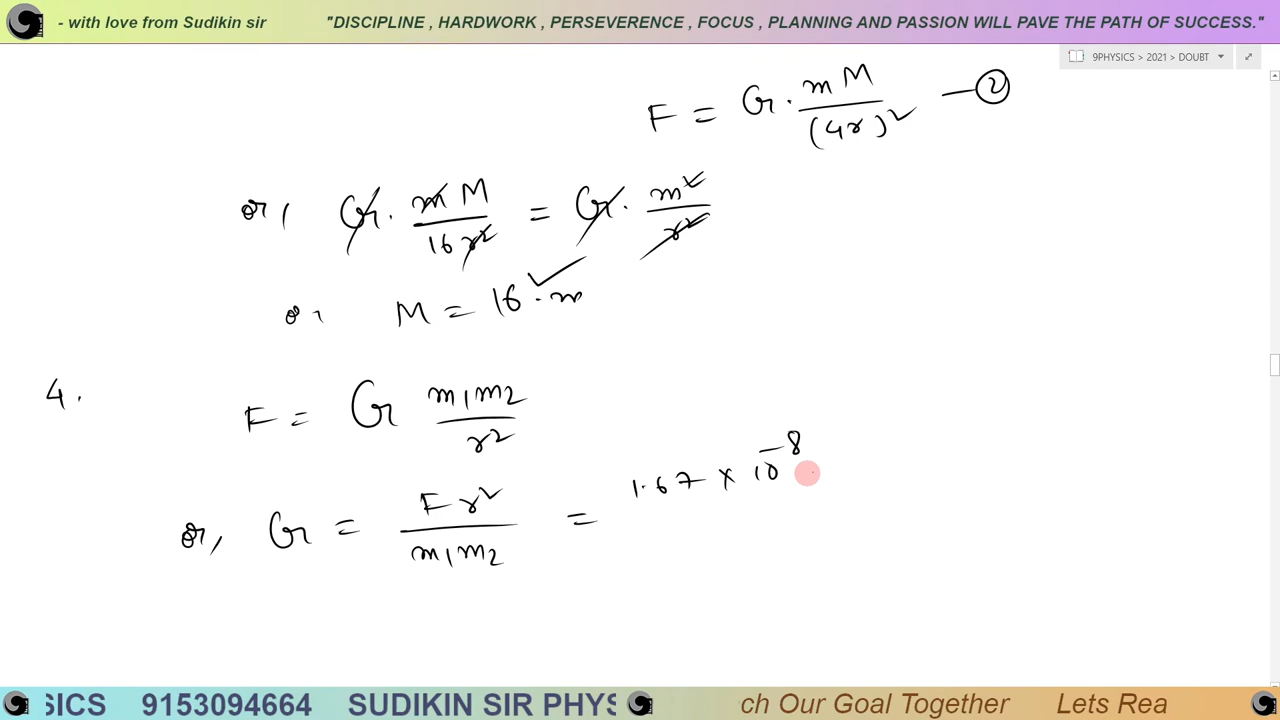 - with love from Sudikin sir "DISCIPLINE , HARDWORK , PERSEVERENCE , FOCUS , PLANNING AND PASSION WILL PAVE THE PATH OF SUCCESS."
9PHYSICS > 2021 > DOUBT
F = G · mM/(4r)² — ②
or, G · mM/16r² = G · m²/r²
or, M = 16 · m
4. F = G m1m2/r²
or, G = Fr²/m1m2 = 1.67 × 10⁻⁸
SICS 9153094664 SUDIKIN SIR PHYS ch Our Goal Together Lets Rea